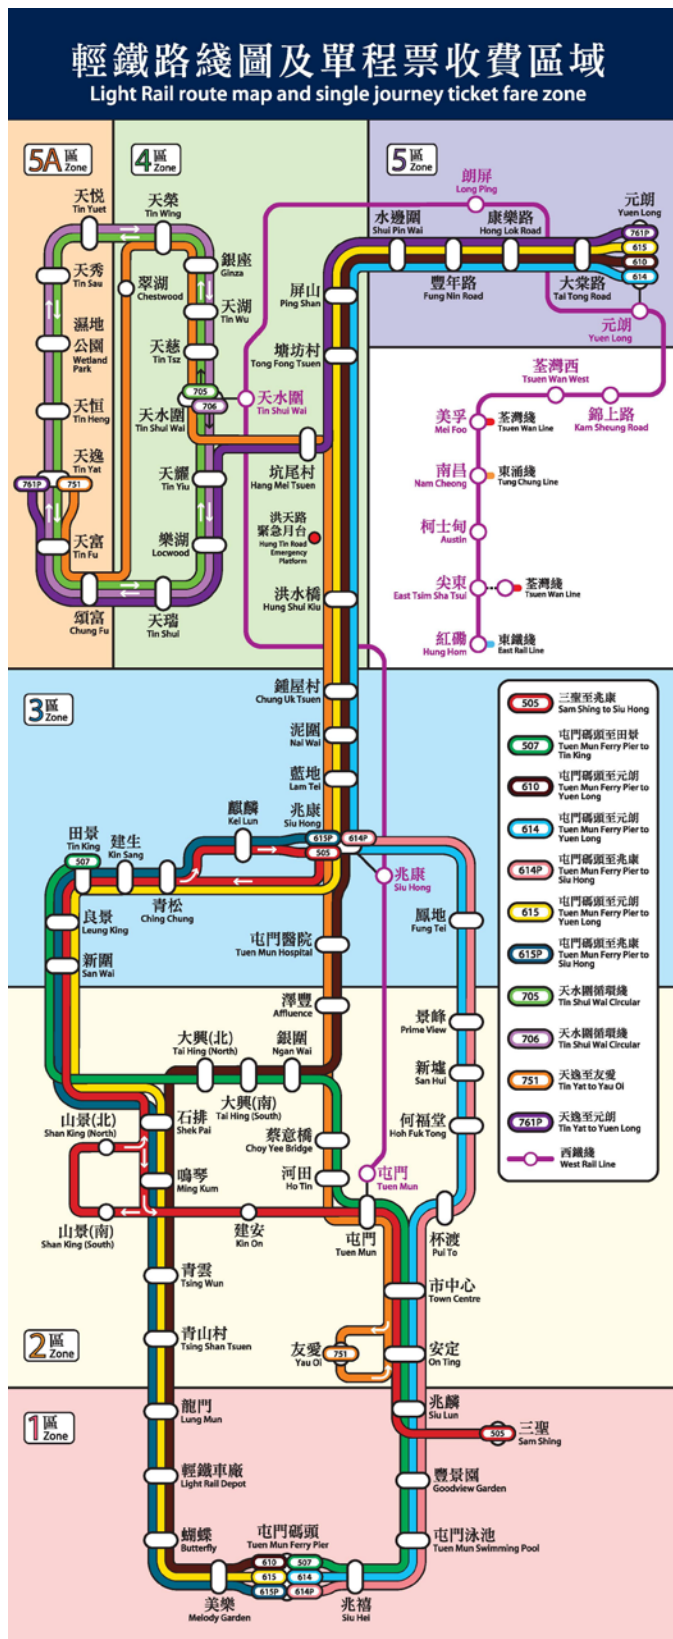 輕鐵路綫圖及單程票收費區域
Light Rail route map and single journey ticket fare zone
5A 區
Zone
4 區
Zone
5 區
Zone
朗屏
Long Ping
天悅
Tin Yuet
天榮
Tin Wing
水邊圍
Shui Pin Wai
康樂路
Hong Lok Road
元朗
Yuen Long
761P
615
610
614
豐年路
Fung Nin Road
大棠路
Tai Tong Road
元朗
Yuen Long
天秀
Tin Sau
翠湖
Chestwood
銀座
Ginza
天湖
Tin Wu
屏山
Ping Shan
濕地
公園
Wetland
Park
天慈
Tin Tsz
塘坊村
Tong Fong Tsuen
705
706
天水圍
Tin Shui Wai
天水圍
Tin Shui Wai
天恒
Tin Heng
天逸
Tin Yat
761P
751
天耀
Tin Yiu
坑尾村
Hang Mei Tsuen
天富
Tin Fu
樂湖
Locwood
洪天路
緊急月台
Hung Tin Road
Emergency
Platform
頌富
Chung Fu
天瑞
Tin Shui
洪水橋
Hung Shui Kiu
荃灣西
Tsuen Wan West
錦上路
Kam Sheung Road
美孚
Mei Foo
荃灣綫
Tsuen Wan Line
南昌
Nam Cheong
東涌綫
Tung Chung Line
柯士甸
Austin
尖東
East Tsim Sha Tsui
荃灣綫
Tsuen Wan Line
紅磡
Hung Hom
東鐵綫
East Rail Line
3 區
Zone
鍾屋村
Chung Uk Tsuen
泥圍
Nai Wai
藍地
Lam Tei
麒麟
Kei Lun
兆康
Siu Hong
615P
614P
505
田景
Tin King
507
建生
Kin Sang
青松
Ching Chung
兆康
Siu Hong
良景
Leung King
新圍
San Wai
屯門醫院
Tuen Mun Hospital
鳳地
Fung Tei
505
三聖至兆康
Sam Shing to Siu Hong
507
屯門碼頭至田景
Tuen Mun Ferry Pier to
Tin King
610
屯門碼頭至元朗
Tuen Mun Ferry Pier to
Yuen Long
614
屯門碼頭至元朗
Tuen Mun Ferry Pier to
Yuen Long
614P
屯門碼頭至兆康
Tuen Mun Ferry Pier to
Siu Hong
615
屯門碼頭至元朗
Tuen Mun Ferry Pier to
Yuen Long
615P
屯門碼頭至兆康
Tuen Mun Ferry Pier to
Siu Hong
705
天水圍循環綫
Tin Shui Wai Circular
706
天水圍循環綫
Tin Shui Wai Circular
751
天逸至友愛
Tin Yat to Yau Oi
761P
天逸至元朗
Tin Yat to Yuen Long
西鐵綫
West Rail Line
澤豐
Affluence
景峰
Prime View
大興(北)
Tai Hing (North)
銀圍
Ngan Wai
新墟
San Hui
大興(南)
Tai Hing (South)
山景(北)
Shan King (North)
石排
Shek Pai
蔡意橋
Choy Yee Bridge
何福堂
Hoh Fuk Tong
鳴琴
Ming Kum
河田
Ho Tin
屯門
Tuen Mun
山景(南)
Shan King (South)
建安
Kin On
屯門
Tuen Mun
杯渡
Pui To
青雲
Tsing Wun
市中心
Town Centre
2 區
Zone
青山村
Tsing Shan Tsuen
友愛
Yau Oi
751
安定
On Ting
1 區
Zone
龍門
Lung Mun
兆麟
Siu Lun
505
三聖
Sam Shing
輕鐵車廠
Light Rail Depot
豐景園
Goodview Garden
蝴蝶
Butterfly
屯門碼頭
Tuen Mun Ferry Pier
屯門泳池
Tuen Mun Swimming Pool
610
507
615
614
615P
614P
美樂
Melody Garden
兆禧
Siu Hei